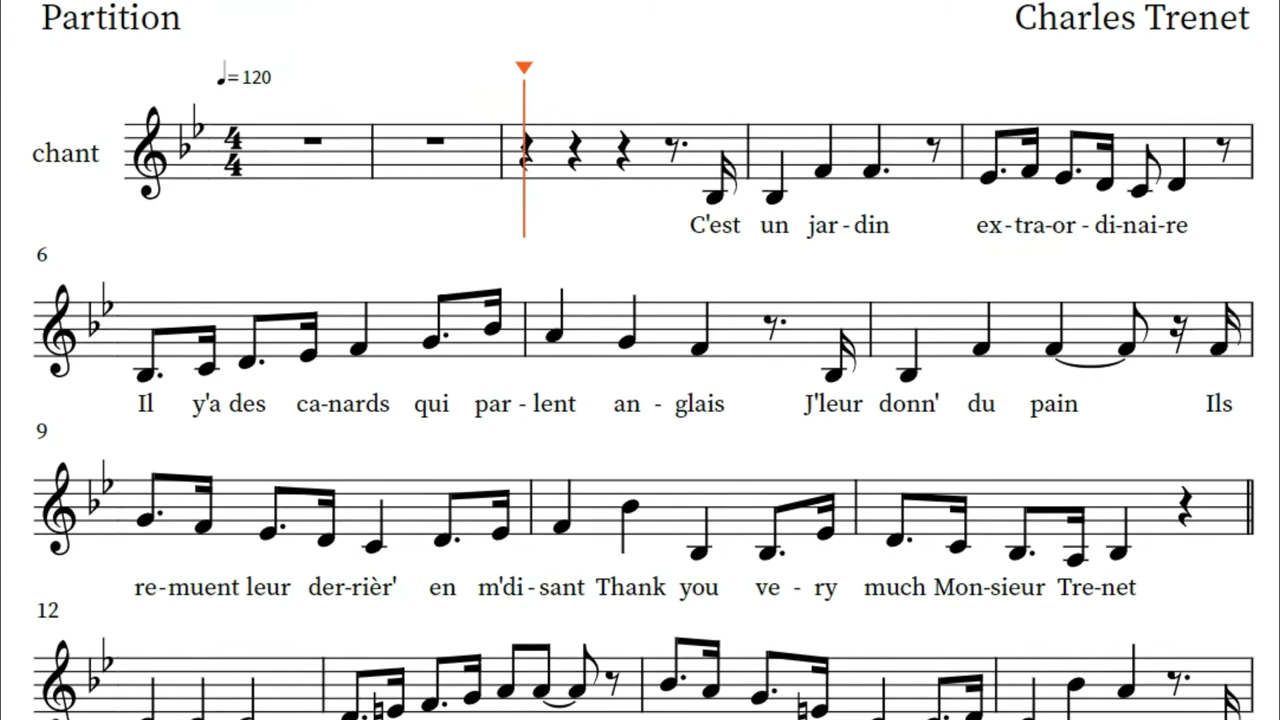 Partition Charles Trenet
♩= 120
4/4
chant
C'est un jar - din ex - tra-or - di-nai-re
6
Il y'a des ca-nards qui par - lent an - glais J'leur donn' du pain Ils
9
re-muent leur der-rièr' en m'di - sant Thank you ve - ry much Mon-sieur Tre-net
12